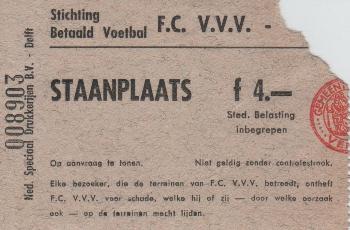 Stichting
Betaald Voetbal F.C. V.V.V. -
STAANPLAATS f 4.—
Sted. Belasting
inbegrepen
Op aanvraag te tonen. Niet geldig zonder controlestrook.
Elke bezoeker, die de terreinen van F.C. V.V.V. betreedt, ontheft
F.C. V.V.V. voor schade, welke hij of zij — door welke oorzaak
ook — op de terreinen mocht lijden.
008903
Ned. Speciaal Drukkerijen B.V. - Delft
GEMEEN
VE